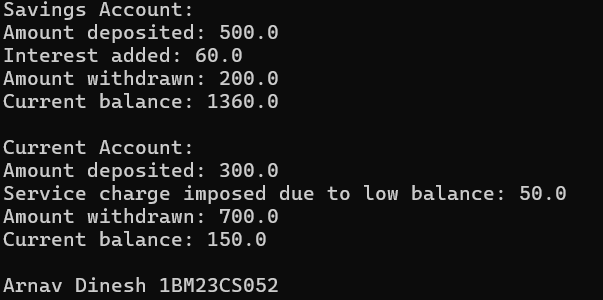 Savings Account:
Amount deposited: 500.0
Interest added: 60.0
Amount withdrawn: 200.0
Current balance: 1360.0

Current Account:
Amount deposited: 300.0
Service charge imposed due to low balance: 50.0
Amount withdrawn: 700.0
Current balance: 150.0

Arnav Dinesh 1BM23CS052